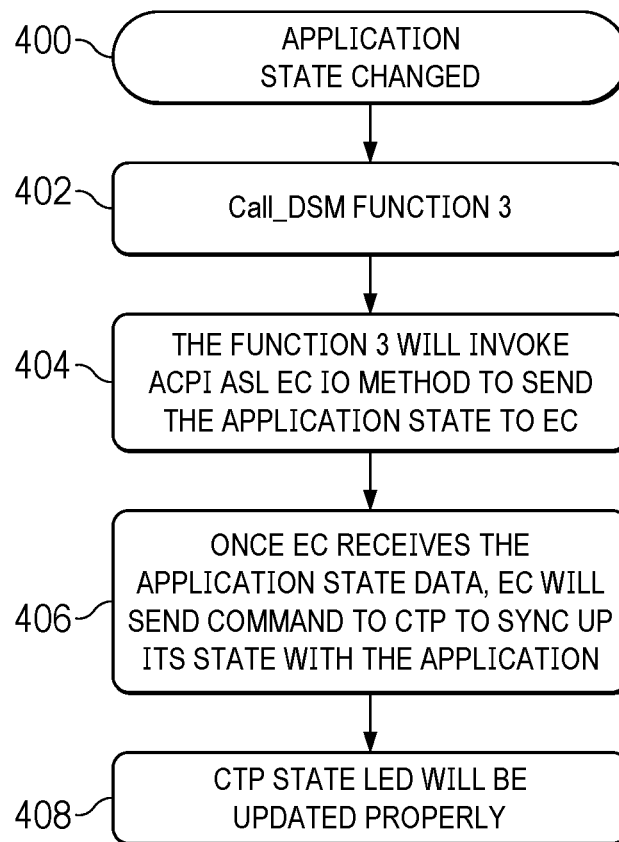 400
APPLICATION
STATE CHANGED
402
Call_DSM FUNCTION 3
404
THE FUNCTION 3 WILL INVOKE
ACPI ASL EC IO METHOD TO SEND
THE APPLICATION STATE TO EC
406
ONCE EC RECEIVES THE
APPLICATION STATE DATA, EC WILL
SEND COMMAND TO CTP TO SYNC UP
ITS STATE WITH THE APPLICATION
408
CTP STATE LED WILL BE
UPDATED PROPERLY